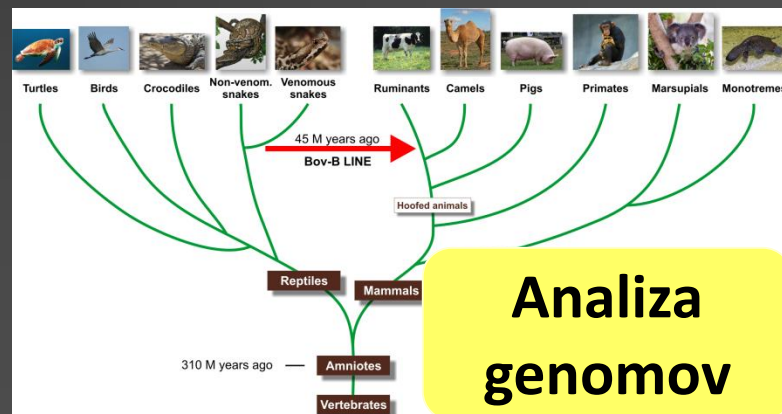 Turtles
Birds
Crocodiles
Non-venom.
snakes
Venomous
snakes
Ruminants
Camels
Pigs
Primates
Marsupials
Monotremes
45 M years ago
Bov-B LINE
Hoofed animals
Reptiles
Mammals
310 M years ago
Amniotes
Vertebrates
Analiza
genomov